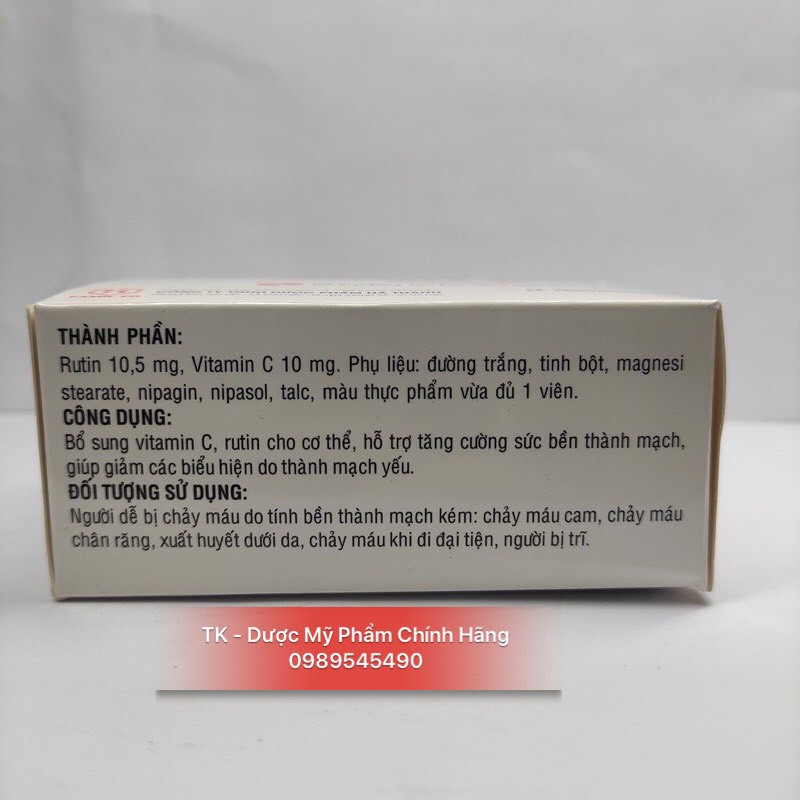 THÀNH PHẦN:
Rutin 10,5 mg, Vitamin C 10 mg. Phụ liệu: đường trắng, tinh bột, magnesi
stearate, nipagin, nipasol, talc, màu thực phẩm vừa đủ 1 viên.
CÔNG DỤNG:
Bổ sung vitamin C, rutin cho cơ thể, hỗ trợ tăng cường sức bền thành mạch,
giúp giảm các biểu hiện do thành mạch yếu.
ĐỐI TƯỢNG SỬ DỤNG:
Người dễ bị chảy máu do tính bền thành mạch kém: chảy máu cam, chảy máu
chân răng, xuất huyết dưới da, chảy máu khi đi đại tiện, người bị trĩ.
TK - Dược Mỹ Phẩm Chính Hãng
0989545490